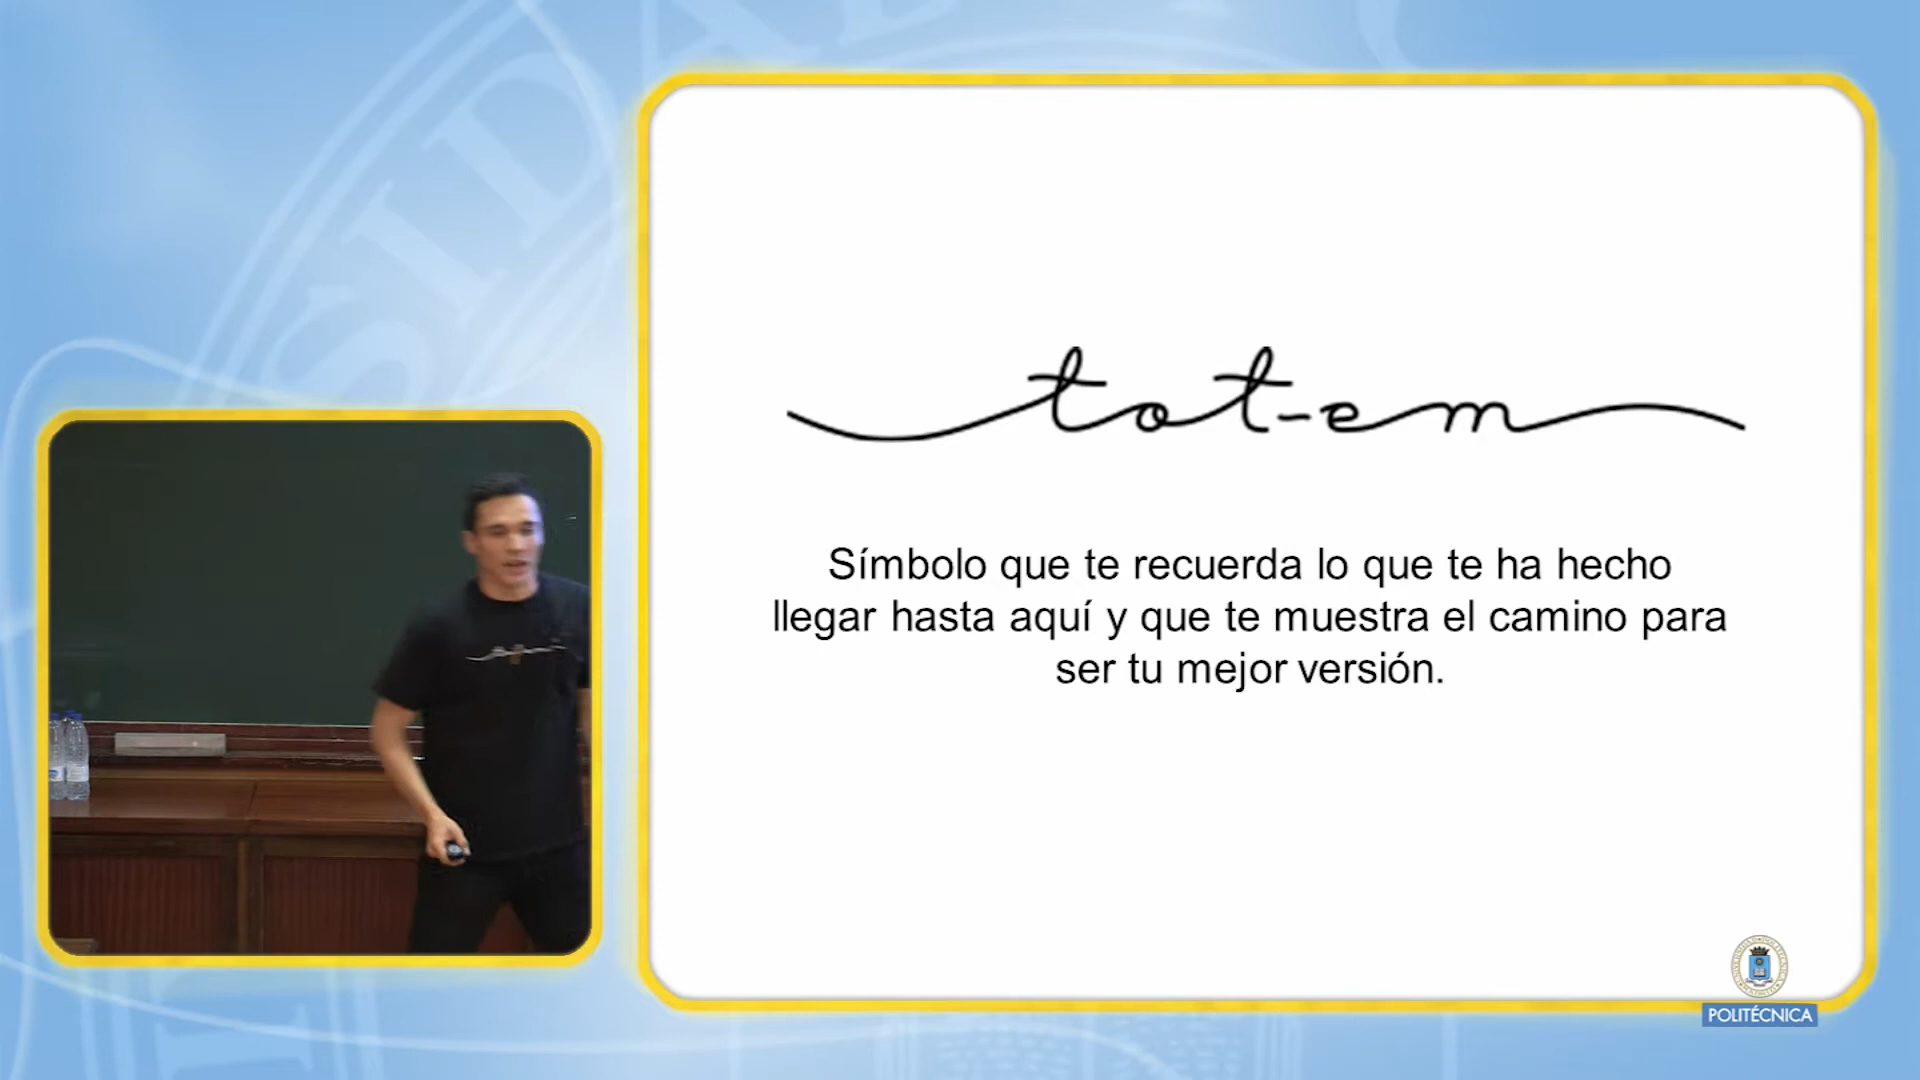 tot-em
Símbolo que te recuerda lo que te ha hecho
llegar hasta aquí y que te muestra el camino para
ser tu mejor versión.
POLITÉCNICA